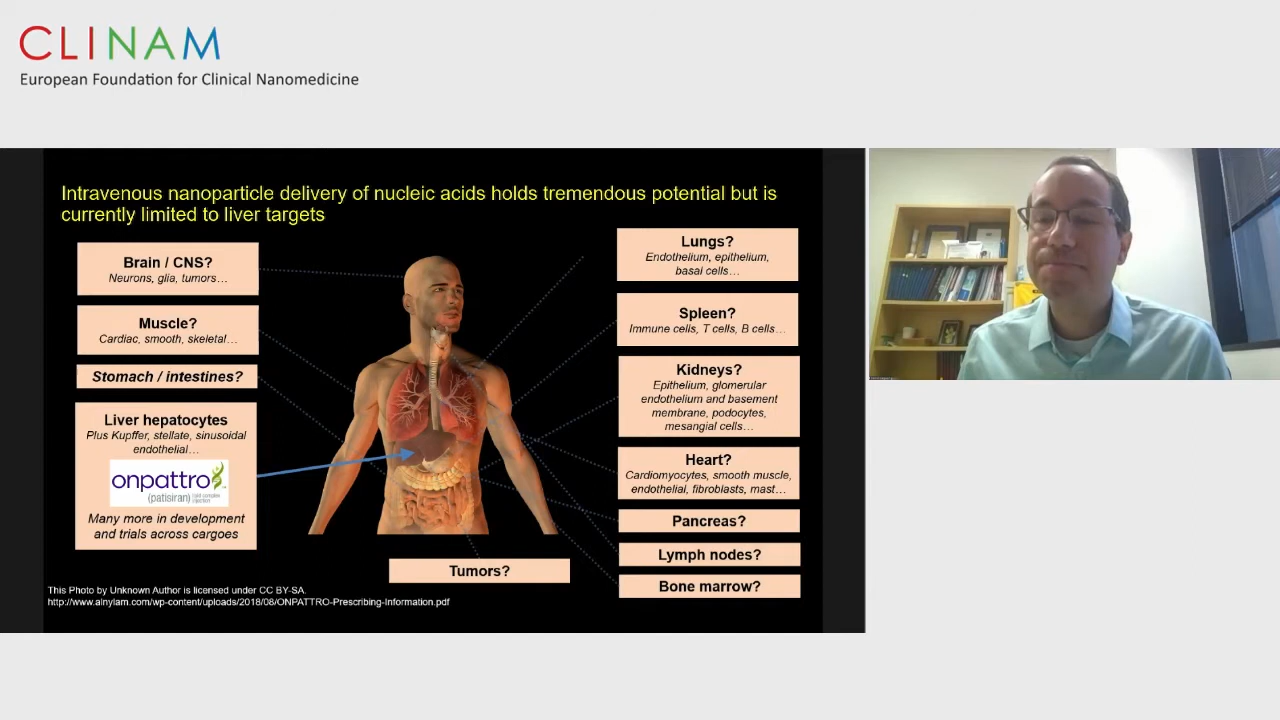 CLINAM
European Foundation for Clinical Nanomedicine
Intravenous nanoparticle delivery of nucleic acids holds tremendous potential but is
currently limited to liver targets
Brain / CNS?
Neurons, glia, tumors…
Muscle?
Cardiac, smooth, skeletal…
Stomach / intestines?
Liver hepatocytes
Plus Kupffer, stellate, sinusoidal
endothelial…
onpattro
(patisiran)
Many more in development
and trials across cargoes
Lungs?
Endothelium, epithelium,
basal cells…
Spleen?
Immune cells, T cells, B cells…
Kidneys?
Epithelium, glomerular
endothelium and basement
membrane, podocytes,
mesangial cells…
Heart?
Cardiomyocytes, smooth muscle,
endothelial, fibroblasts, mast…
Pancreas?
Lymph nodes?
Bone marrow?
Tumors?
This Photo by Unknown Author is licensed under CC BY-SA.
http://www.alnylam.com/wp-content/uploads/2018/08/ONPATTRO-Prescribing-Information.pdf